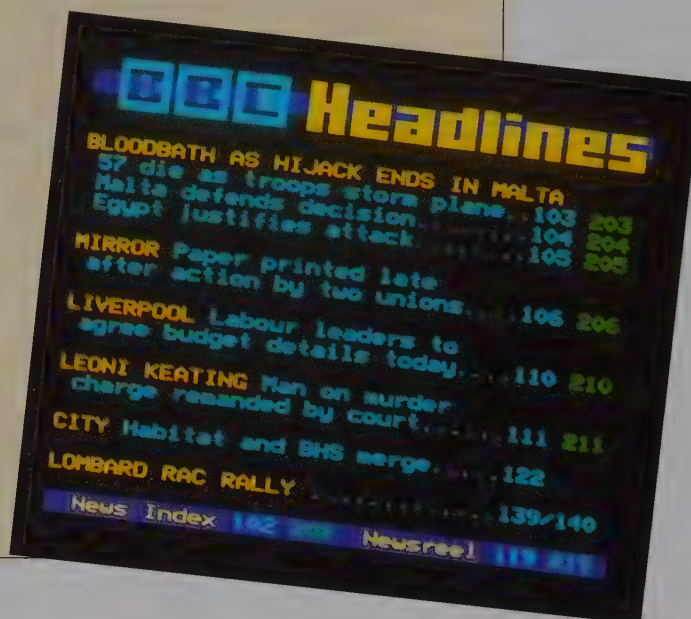 BBC Headlines
BLOODBATH AS HIJACK ENDS IN MALTA
57 die as troops storm plane..103 203
Malta defends decision........104 204
Egypt justifies attack........105 205
MIRROR Paper printed late
after action by two unions....106 206
LIVERPOOL Labour leaders to
agree budget details today....110 210
LEONI KEATING Man on murder
charge remanded by court......111 211
CITY Habitat and BHS merge......122
LOMBARD RAC RALLY ............139/140
News Index 102 Newsreel 119